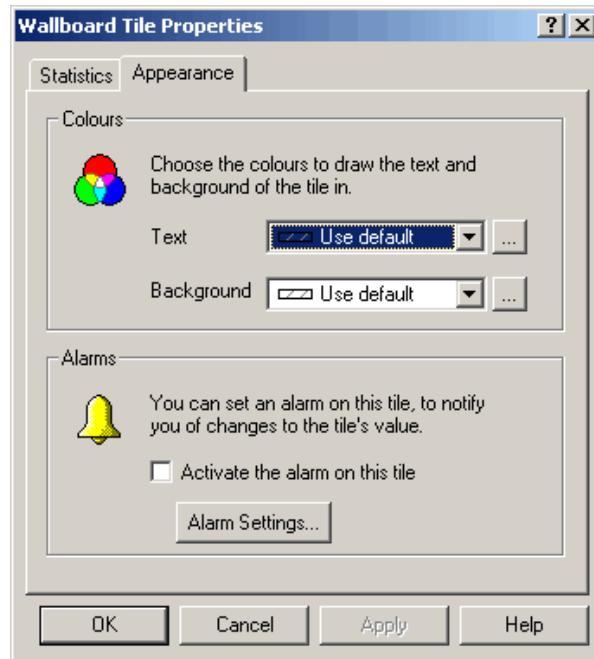 Wallboard Tile Properties
Statistics
Appearance
Colours
Choose the colours to draw the text and
background of the tile in.
Text
Use default
...
Background
Use default
...
Alarms
You can set an alarm on this tile, to notify
you of changes to the tile's value.
Activate the alarm on this tile
Alarm Settings...
OK
Cancel
Apply
Help